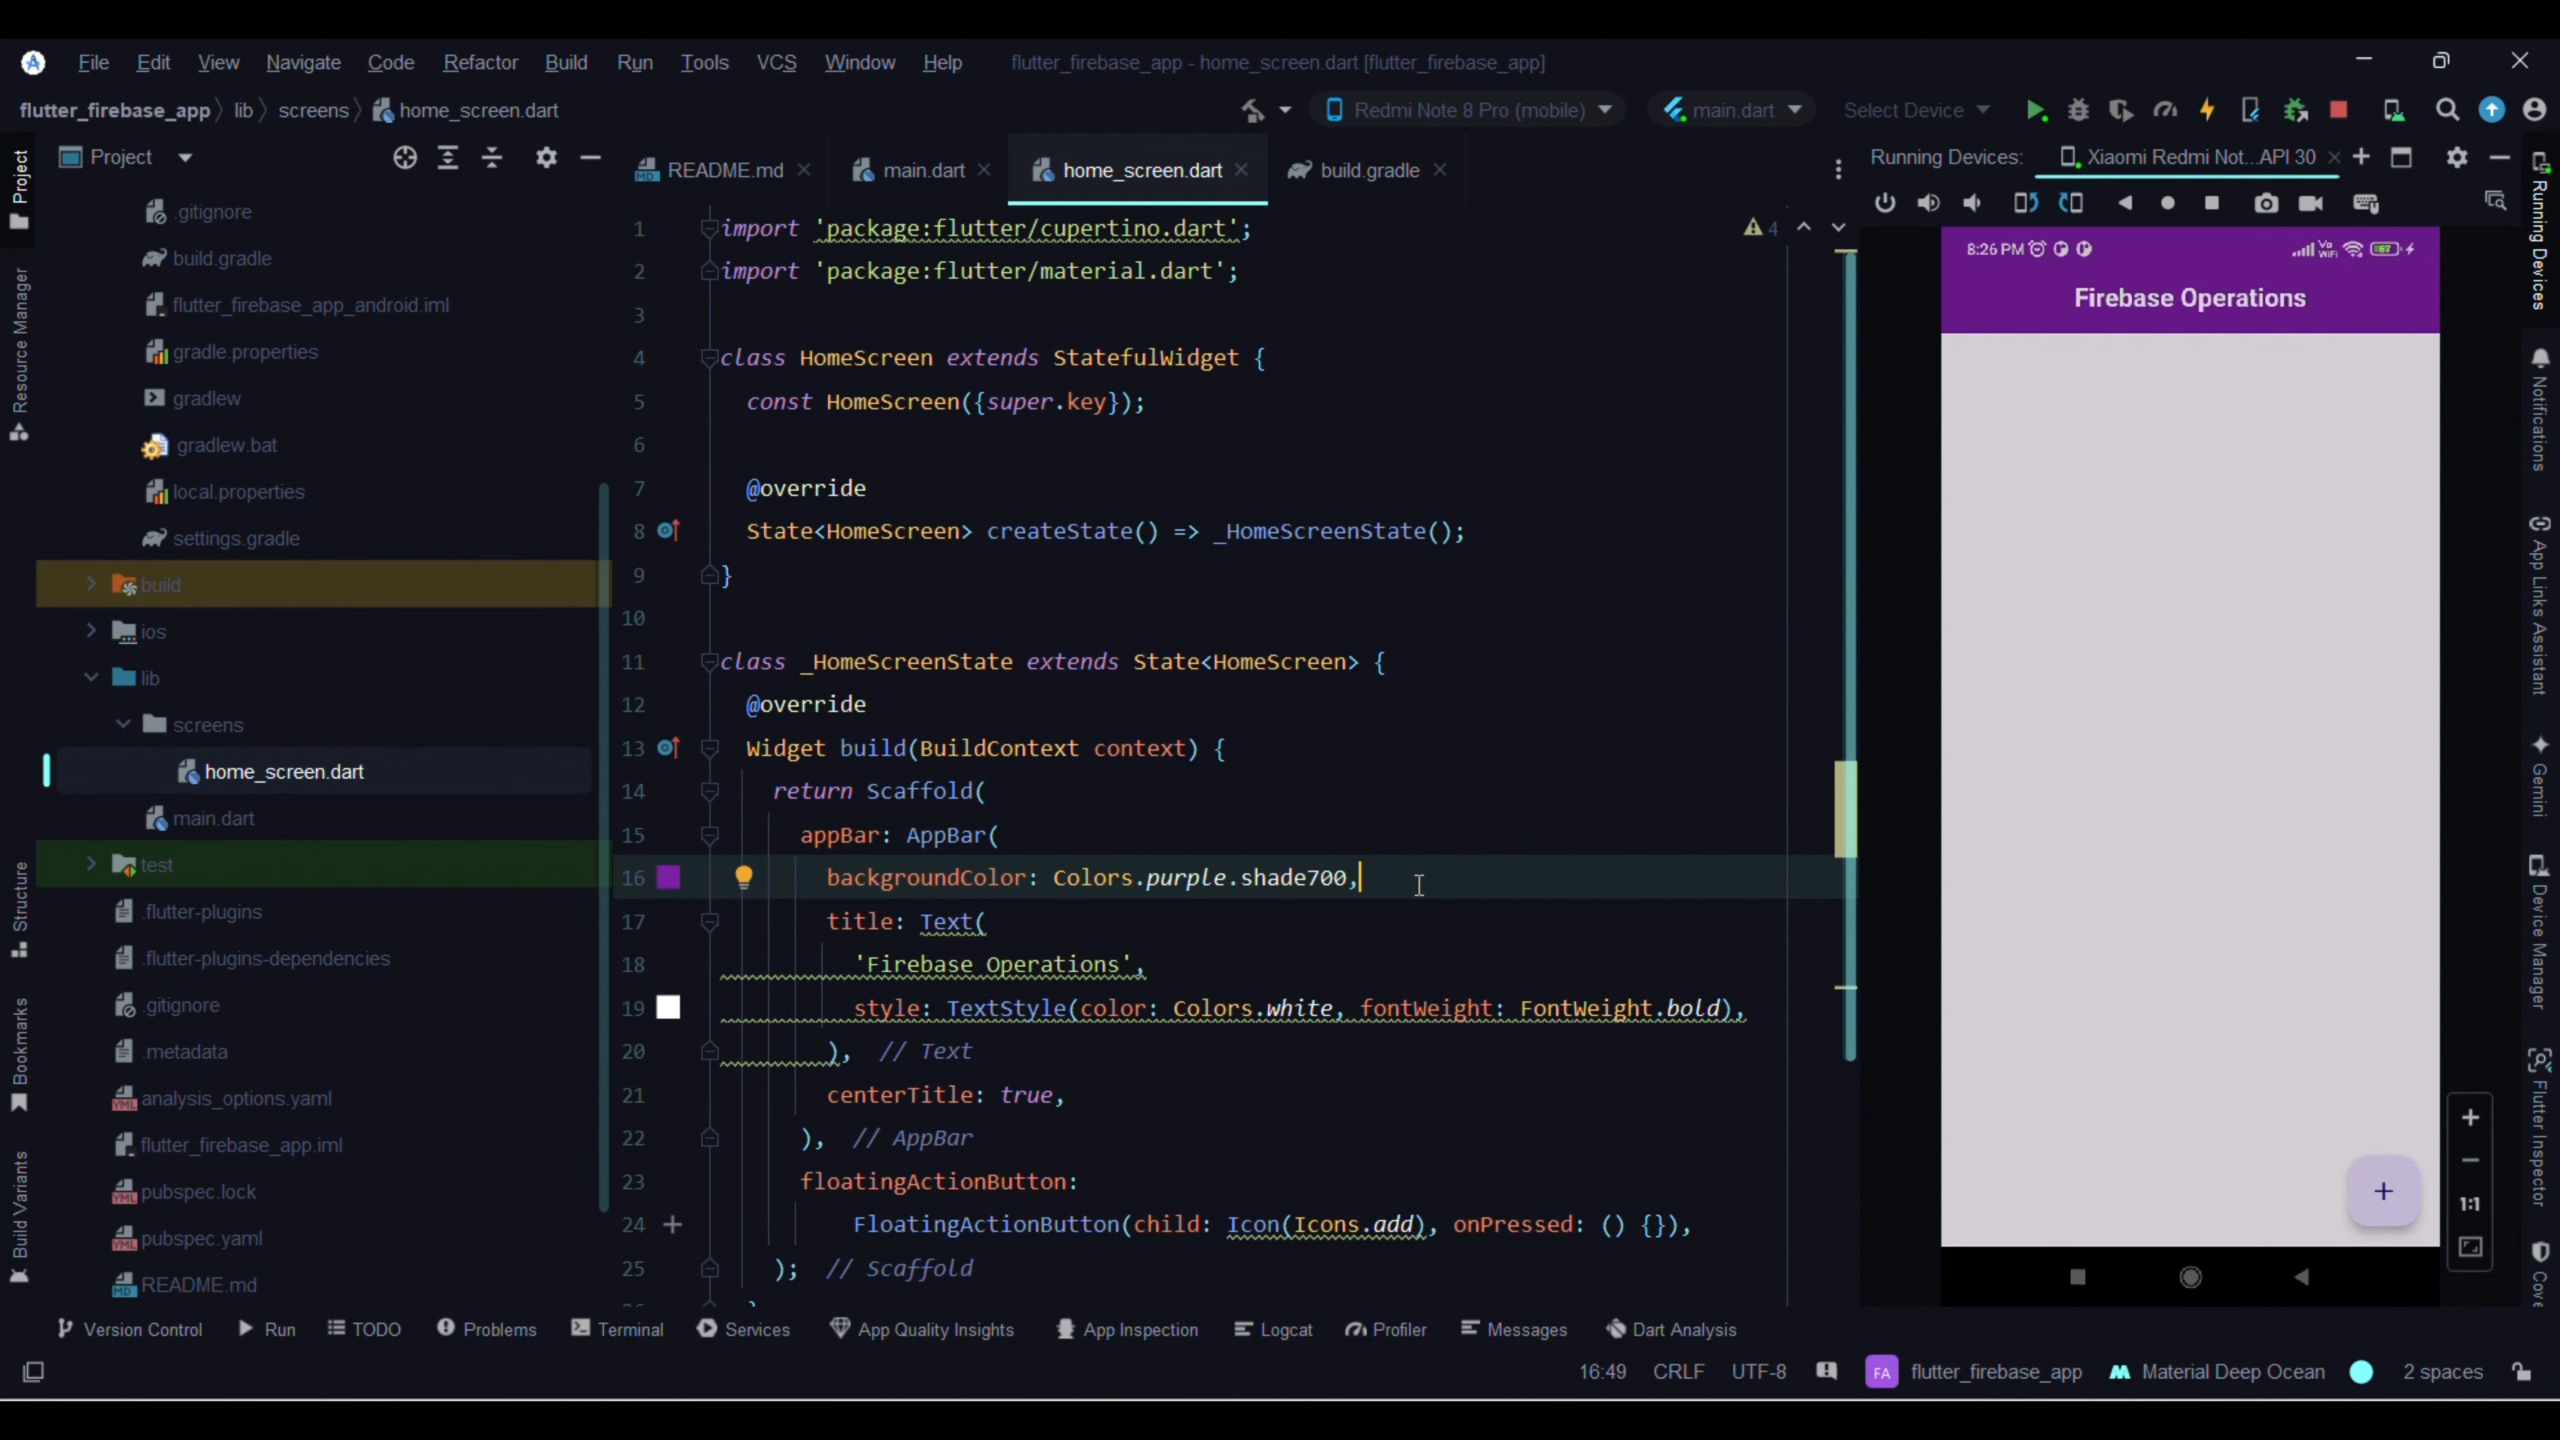 File Edit View Navigate Code Refactor Build Run Tools VCS Window Help flutter_firebase_app - home_screen.dart [flutter_firebase_app]
flutter_firebase_app lib screens home_screen.dart Redmi Note 8 Pro (mobile) main.dart Select Device
Project
README.md main.dart home_screen.dart build.gradle
Running Devices: Xiaomi Redmi Not...API 30
Project
Resource Manager
Structure
Bookmarks
Build Variants
.gitignore
build.gradle
flutter_firebase_app_android.iml
gradle.properties
gradlew
gradlew.bat
local.properties
settings.gradle
build
ios
lib
screens
home_screen.dart
main.dart
test
.flutter-plugins
.flutter-plugins-dependencies
.gitignore
.metadata
analysis_options.yaml
flutter_firebase_app.iml
pubspec.lock
pubspec.yaml
README.md
4
1 import 'package:flutter/cupertino.dart';
2 import 'package:flutter/material.dart';
3
4 class HomeScreen extends StatefulWidget {
5 const HomeScreen({super.key});
6
7 @override
8 State<HomeScreen> createState() => _HomeScreenState();
9 }
10
11 class _HomeScreenState extends State<HomeScreen> {
12 @override
13 Widget build(BuildContext context) {
14 return Scaffold(
15 appBar: AppBar(
16 backgroundColor: Colors.purple.shade700,
17 title: Text(
18 'Firebase Operations',
19 style: TextStyle(color: Colors.white, fontWeight: FontWeight.bold),
20 ), // Text
21 centerTitle: true,
22 ), // AppBar
23 floatingActionButton:
24 FloatingActionButton(child: Icon(Icons.add), onPressed: () {}),
25 ); // Scaffold
8:26 PM Vo WiFi 67
Firebase Operations
+
+
1:1
Running Devices
Notifications
App Links Assistant
Gemini
Device Manager
Flutter Inspector
Cove
Version Control Run TODO Problems Terminal Services App Quality Insights App Inspection Logcat Profiler Messages Dart Analysis
16:49 CRLF UTF-8 FA flutter_firebase_app Material Deep Ocean 2 spaces